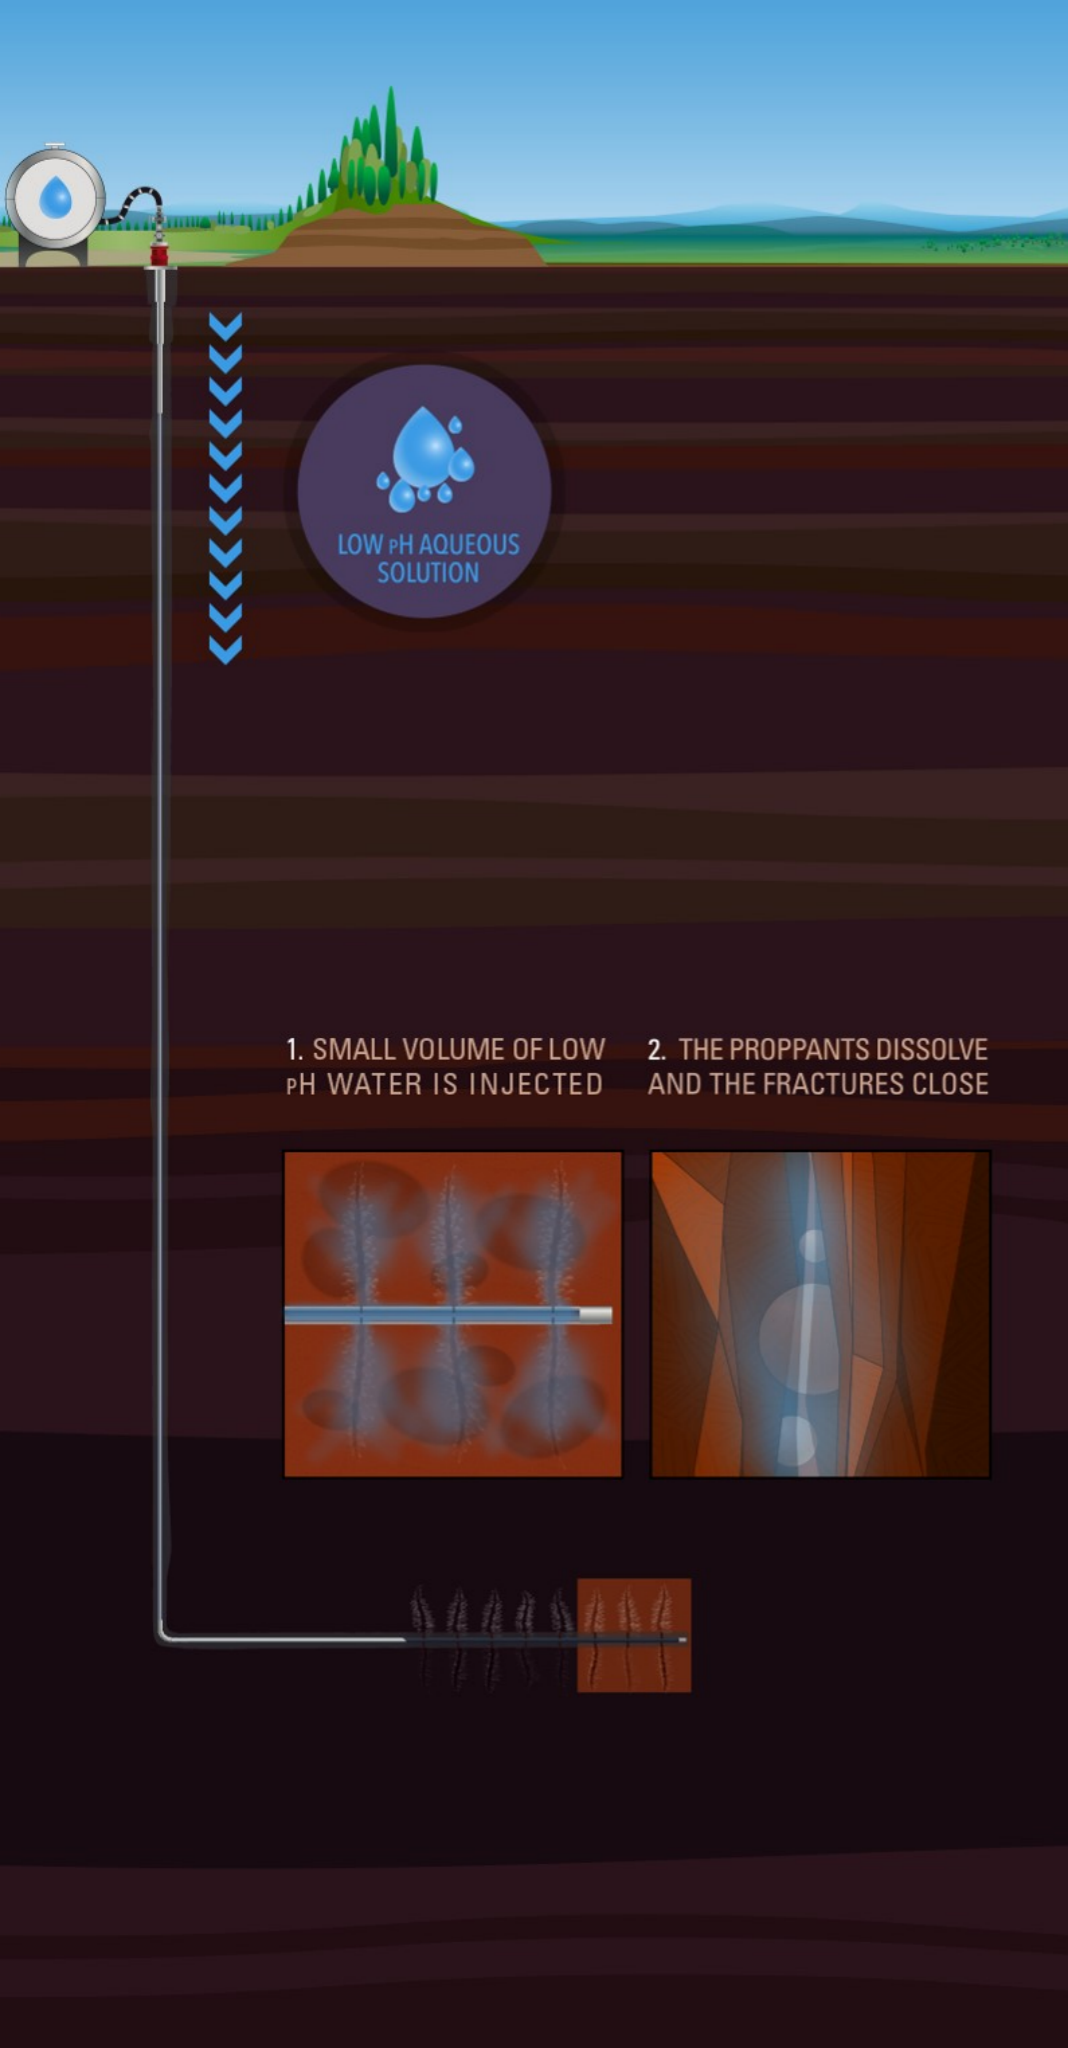 LOW pH AQUEOUS
SOLUTION
1. SMALL VOLUME OF LOW
pH WATER IS INJECTED
2. THE PROPPANTS DISSOLVE
AND THE FRACTURES CLOSE